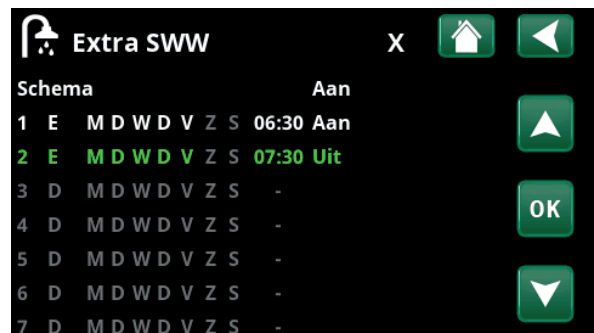 Extra SWW X
Schema Aan
1 E M D W D V Z S 06:30 Aan
2 E M D W D V Z S 07:30 Uit
3 D M D W D V Z S -
4 D M D W D V Z S -
OK
5 D M D W D V Z S -
6 D M D W D V Z S -
7 D M D W D V Z S -